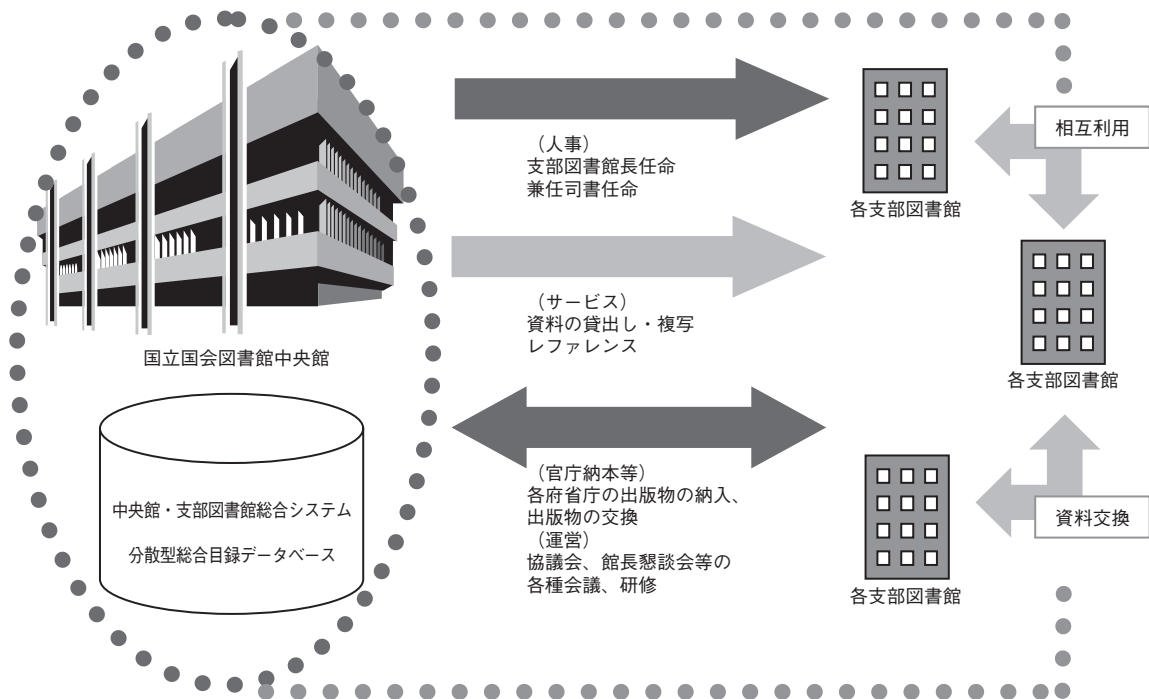 (人事)
支部図書館長任命
兼任司書任命
相互利用
各支部図書館
(サービス)
資料の貸出し・複写
レファレンス
国立国会図書館中央館
各支部図書館
中央館・支部図書館総合システム
分散型総合目録データベース
(官庁納本等)
各府省庁の出版物の納入、
出版物の交換
(運営)
協議会、館長懇談会等の
各種会議、研修
資料交換
各支部図書館